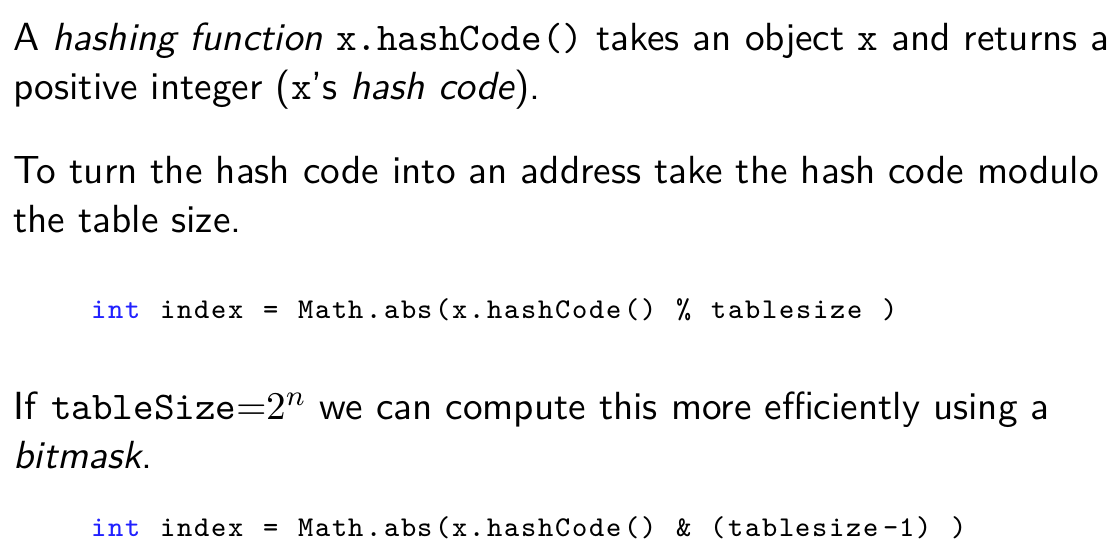 A hashing function x.hashCode() takes an object x and returns a
positive integer (x's hash code).
To turn the hash code into an address take the hash code modulo
the table size.
int index = Math.abs(x.hashCode() % tablesize )
If tableSize=2ⁿ we can compute this more efficiently using a
bitmask.
int index = Math.abs(x.hashCode() & (tablesize-1) )